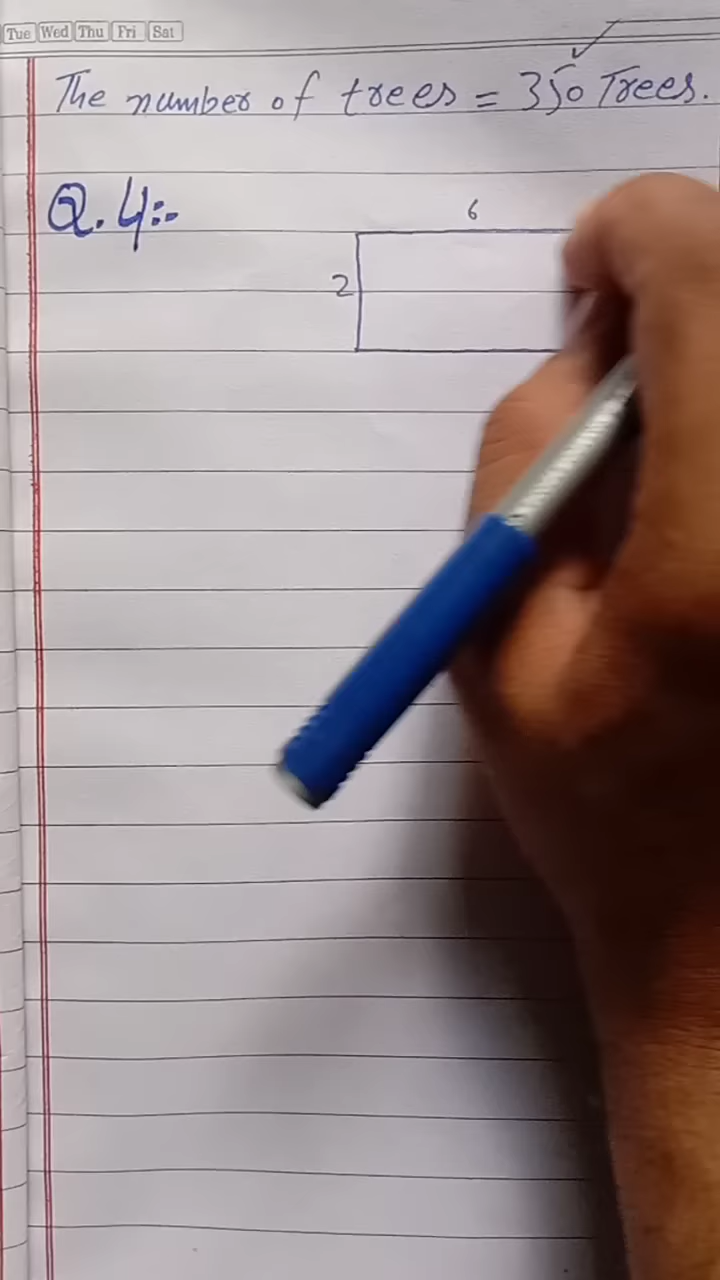 Tue Wed Thu Fri Sat
The number of trees = 350 Trees.
Q.4:-
6
2